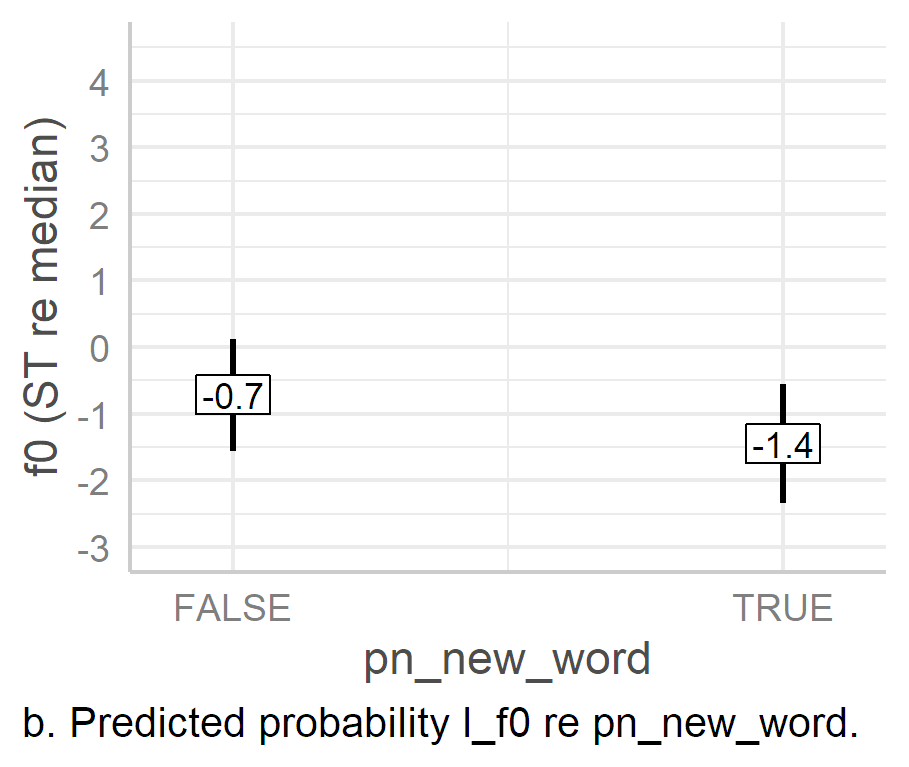 f0 (ST re median)
4
3
2
1
0
-1
-2
-3
-0.7
-1.4
FALSE
TRUE
pn_new_word
b. Predicted probability l_f0 re pn_new_word.